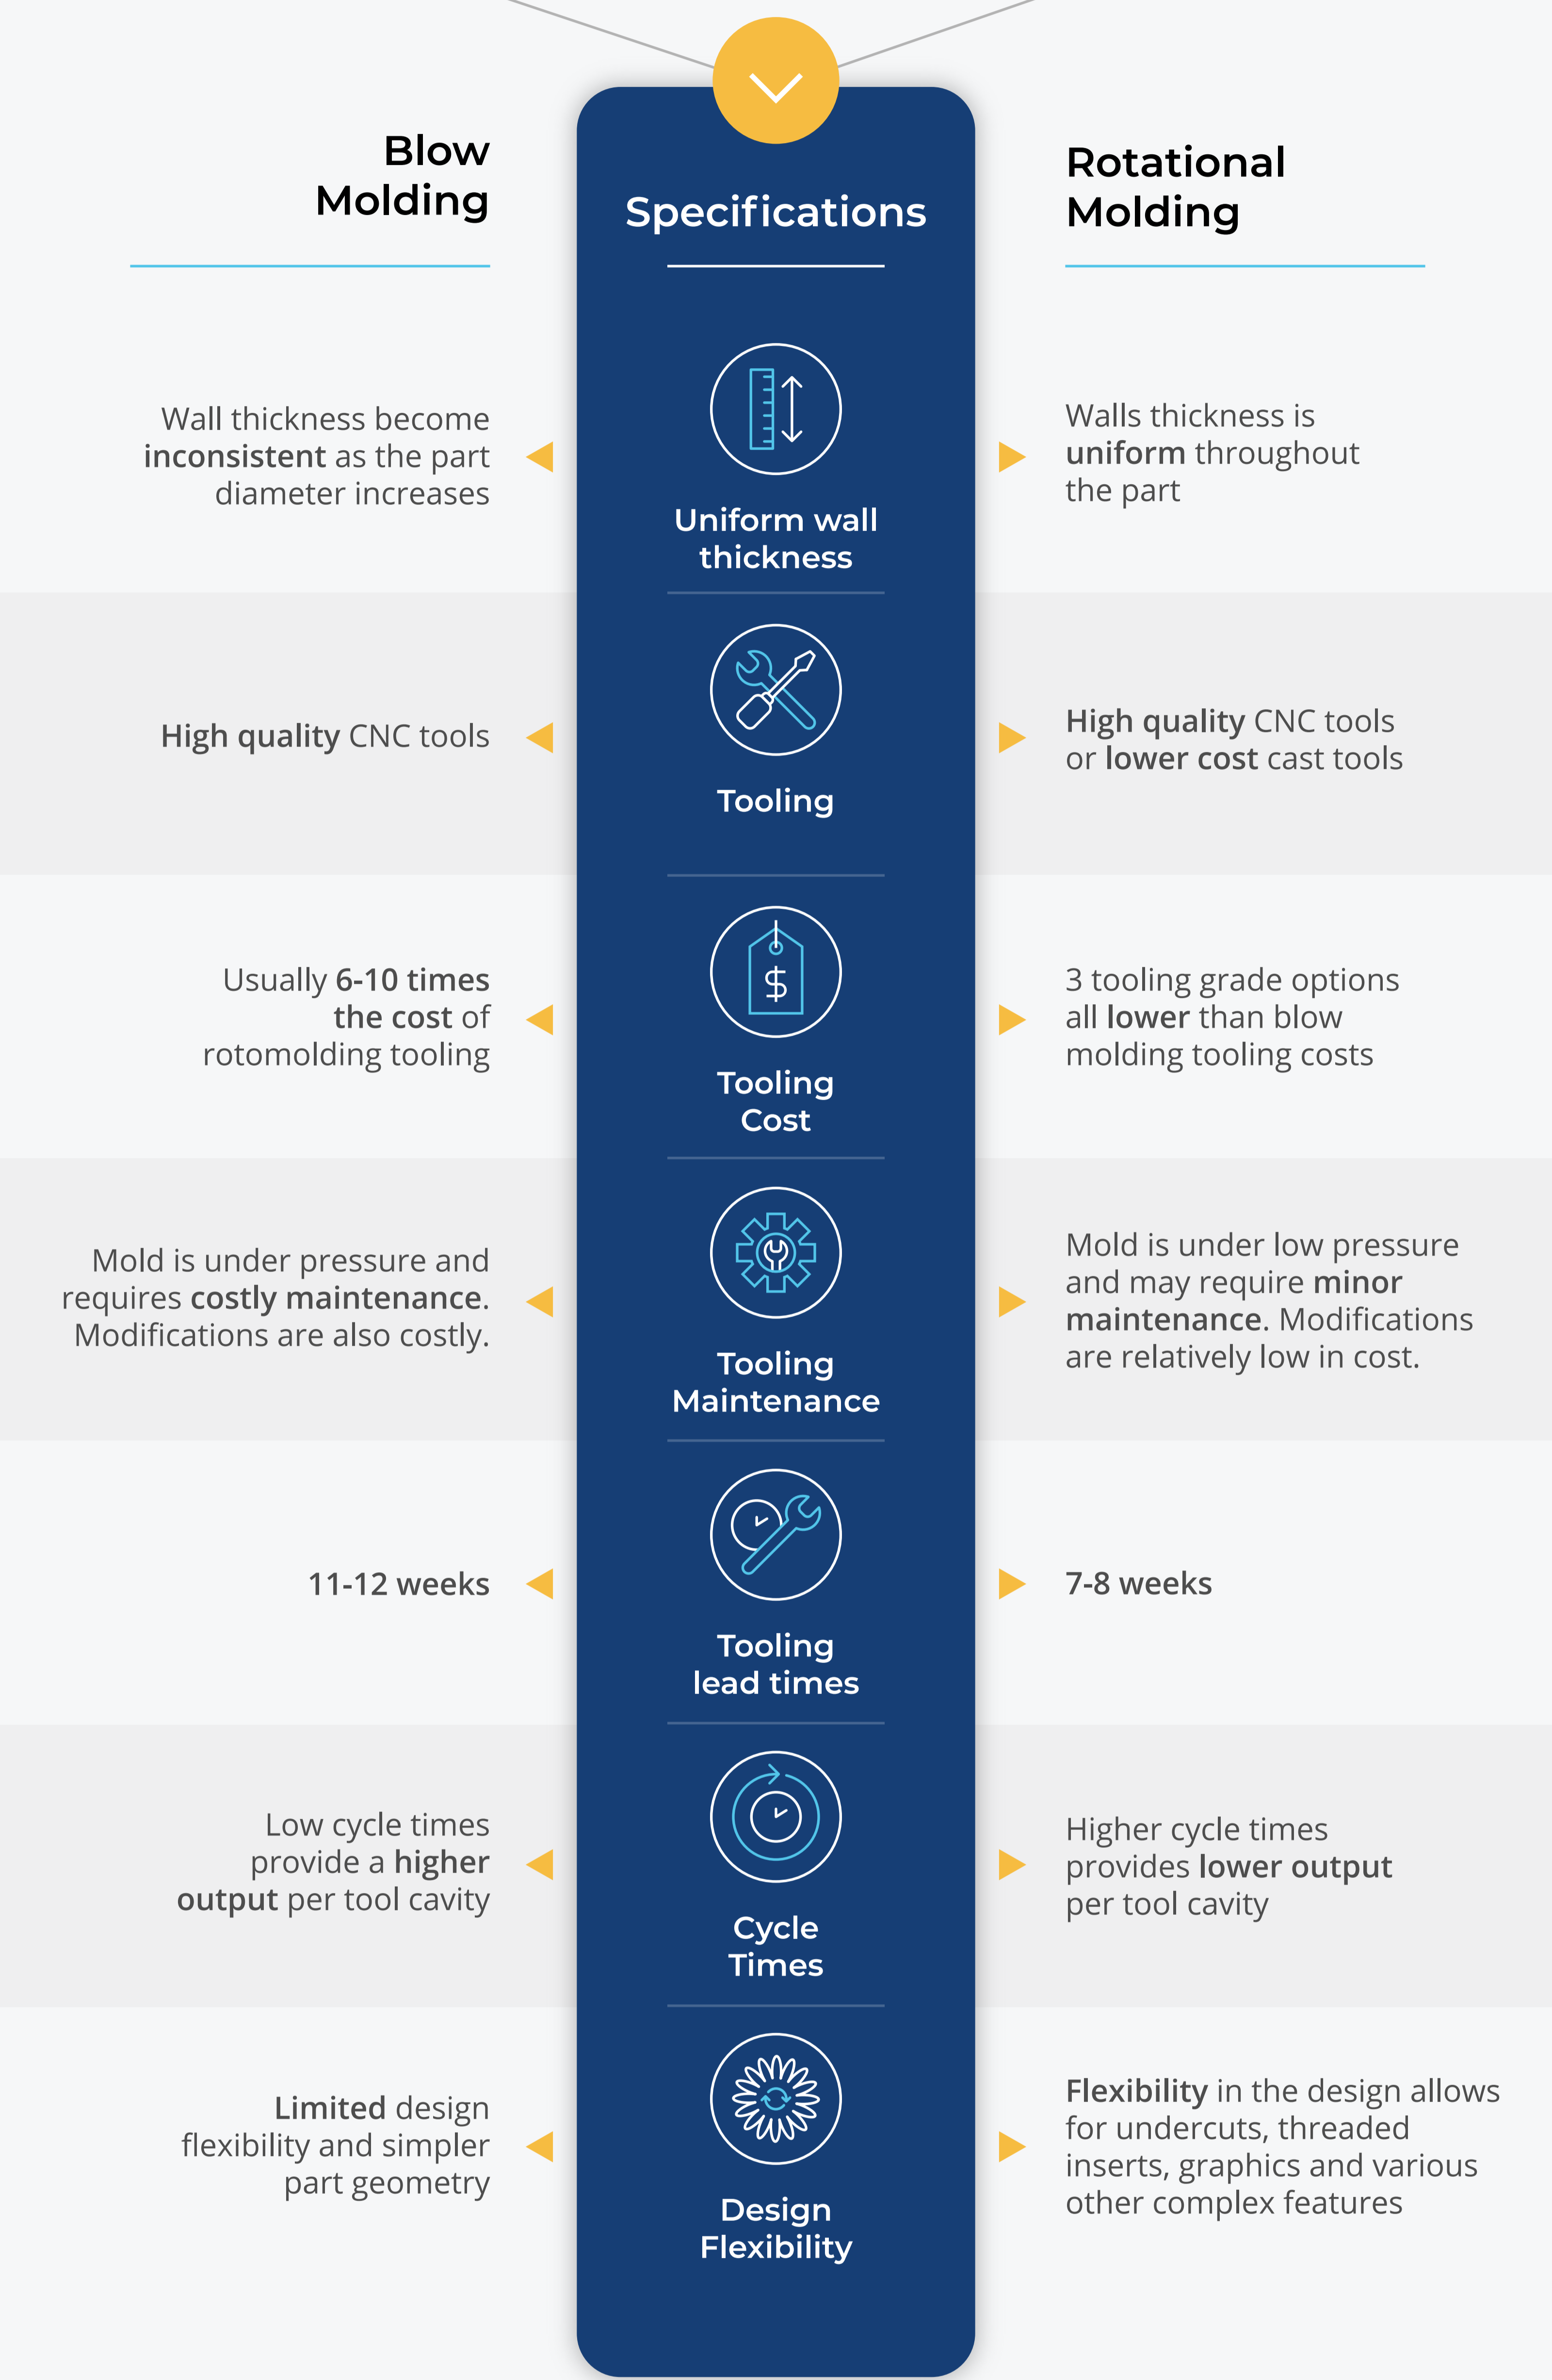 Blow
Molding
Specifications
Rotational
Molding
Wall thickness become
inconsistent as the part
diameter increases
Uniform wall
thickness
Walls thickness is
uniform throughout
the part
High quality CNC tools
Tooling
High quality CNC tools
or lower cost cast tools
Usually 6-10 times
the cost of
rotomolding tooling
$
Tooling
Cost
3 tooling grade options
all lower than blow
molding tooling costs
Mold is under pressure and
requires costly maintenance.
Modifications are also costly.
Tooling
Maintenance
Mold is under low pressure
and may require minor
maintenance. Modifications
are relatively low in cost.
11-12 weeks
Tooling
lead times
7-8 weeks
Low cycle times
provide a higher
output per tool cavity
Cycle
Times
Higher cycle times
provides lower output
per tool cavity
Limited design
flexibility and simpler
part geometry
Design
Flexibility
Flexibility in the design allows
for undercuts, threaded
inserts, graphics and various
other complex features